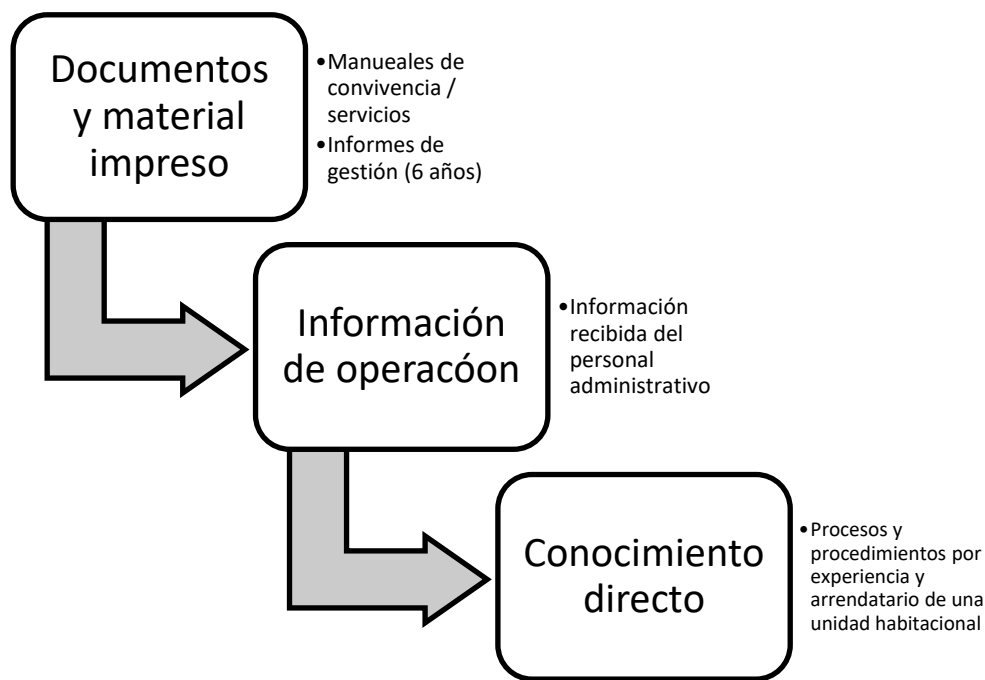 Documentos
y material
impreso
•Manueales de
convivencia /
servicios
•Informes de
gestión (6 años)
Información
de operacóon
•Información
recibida del
personal
administrativo
Conocimiento
directo
•Procesos y
procedimientos por
experiencia y
arrendatario de una
unidad habitacional